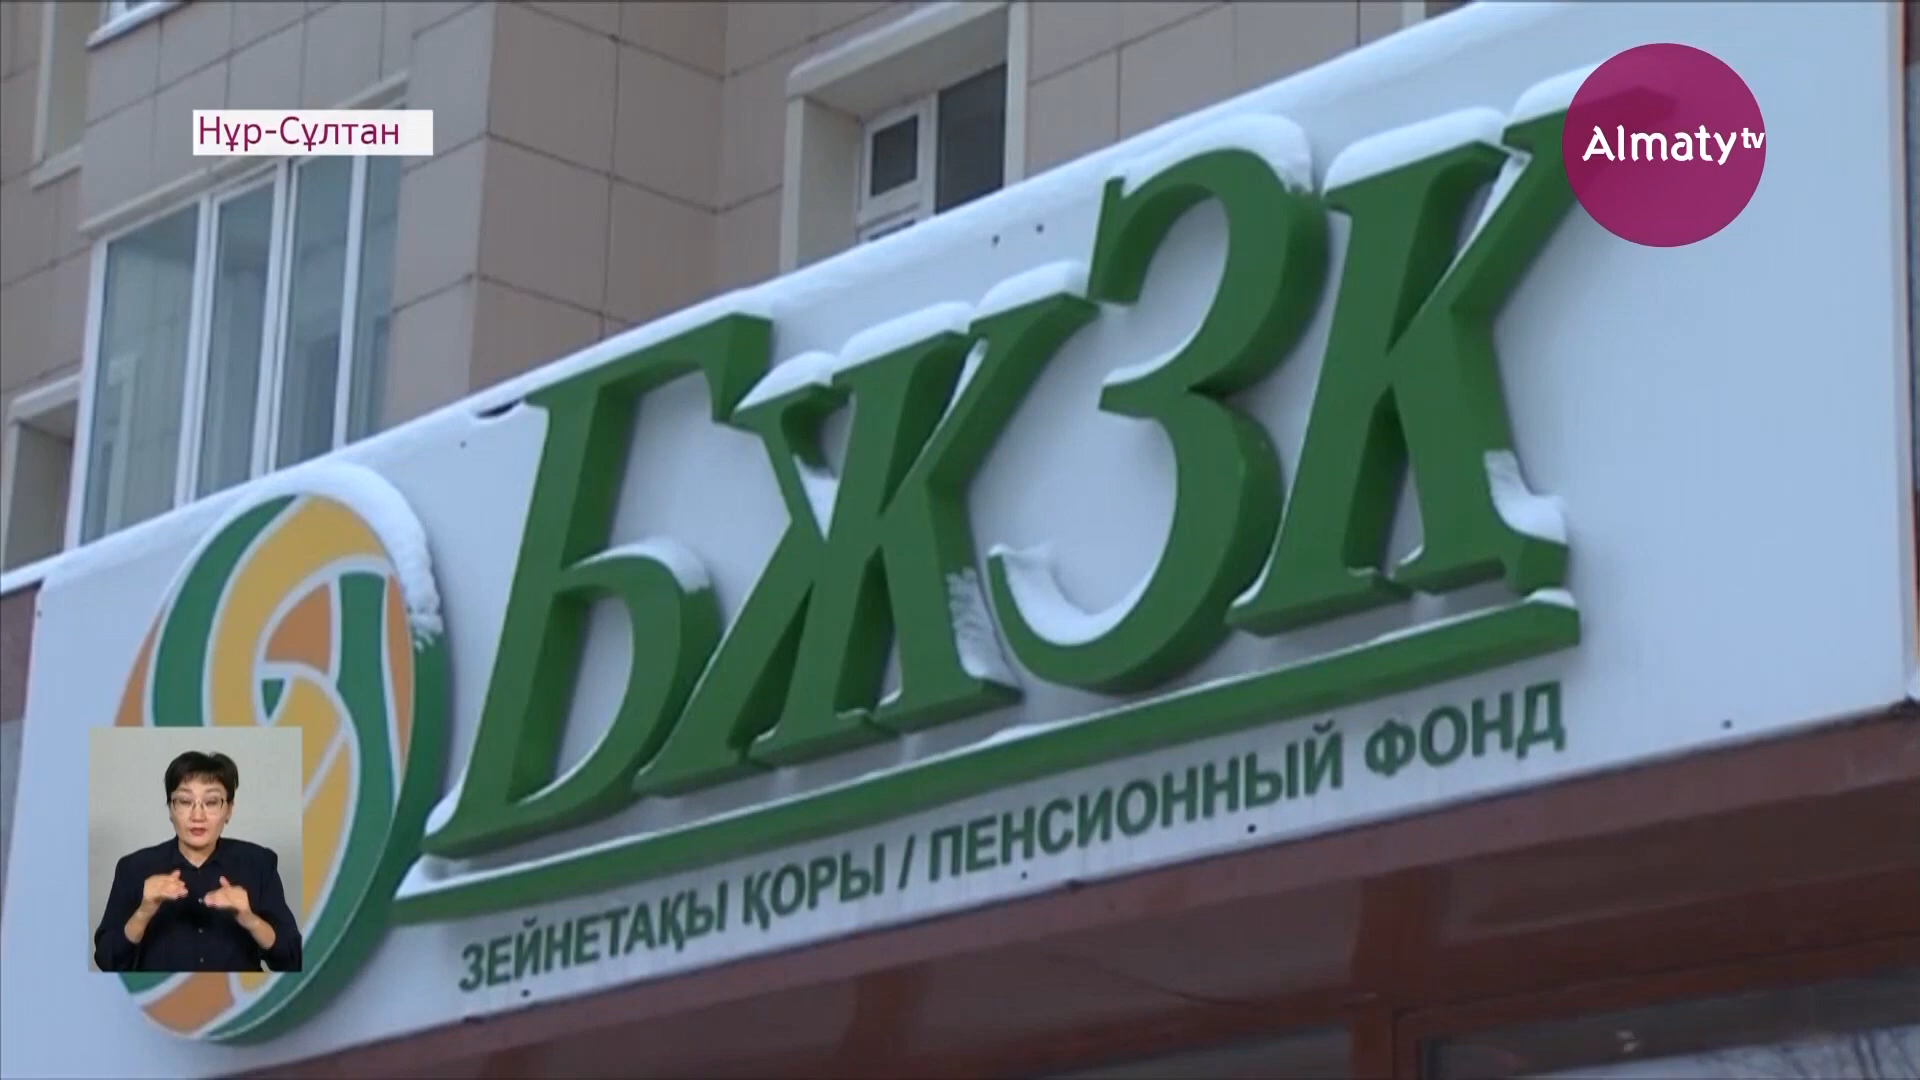 Нұр-Сұлтан
Almaty tv
БЖЗҚ
ЗЕЙНЕТАҚЫ ҚОРЫ / ПЕНСИОННЫЙ ФОНД